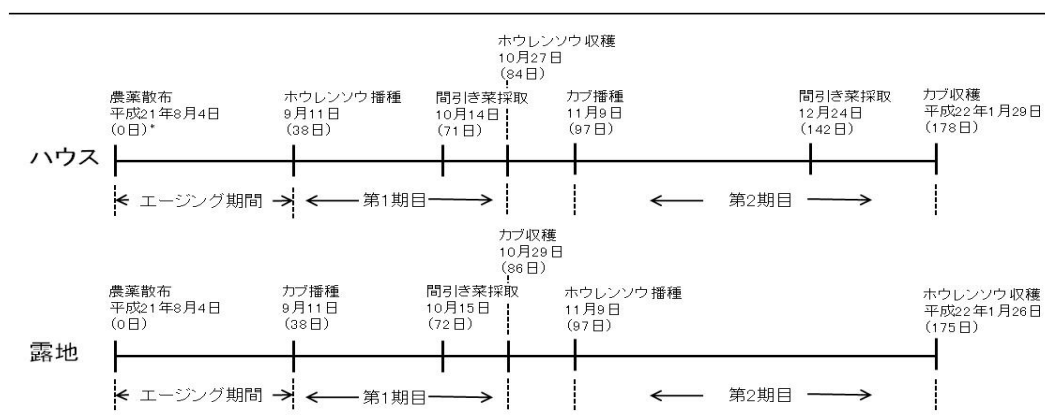 ホウレンソウ収穫
10月27日
(84日)
農薬散布
平成21年8月4日
(0日)*
ホウレンソウ播種
9月11日
(38日)
間引き菜採取
10月14日
(71日)
カブ播種
11月9日
(97日)
間引き菜採取
12月24日
(142日)
カブ収穫
平成22年1月29日
(178日)
ハウス
エージング期間
第1期目
第2期目
カブ収穫
10月29日
(86日)
農薬散布
平成21年8月4日
(0日)
カブ播種
9月11日
(38日)
間引き菜採取
10月15日
(72日)
ホウレンソウ播種
11月9日
(97日)
ホウレンソウ収穫
平成22年1月26日
(175日)
露地
エージング期間
第1期目
第2期目